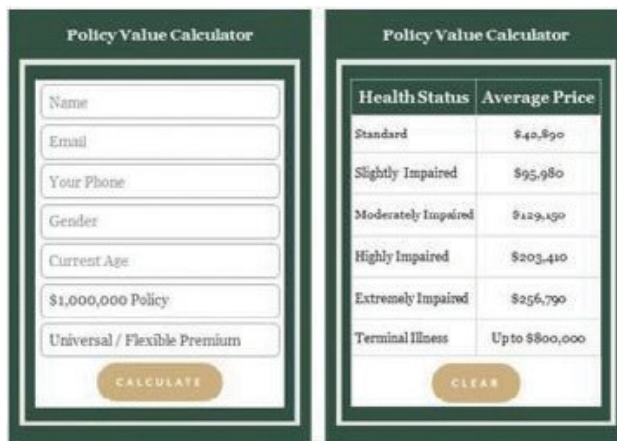 Policy Value Calculator
Name
Email
Your Phone
Gender
Current Age
$1,000,000 Policy
Universal / Flexible Premium
CALCULATE
Policy Value Calculator
Health Status Average Price
Standard $42,890
Slightly Impaired $95,980
Moderately Impaired $129,150
Highly Impaired $203,410
Extremely Impaired $256,790
Terminal Illness Up to $800,000
CLEAR